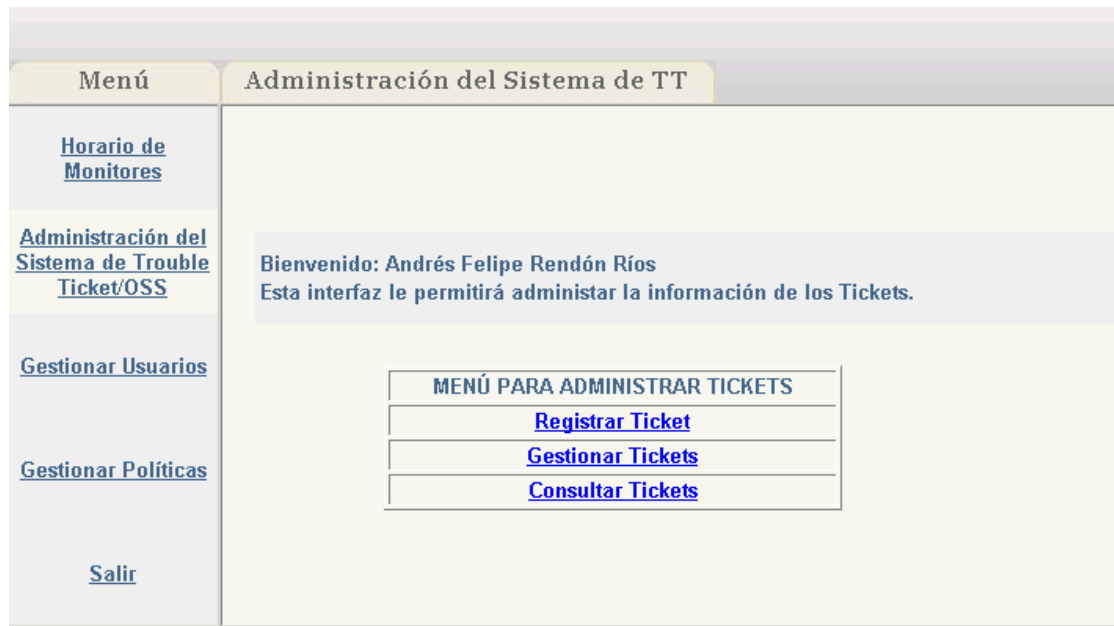 Menú
Administración del Sistema de TT
Horario de
Monitores
Administración del
Sistema de Trouble
Ticket/OSS
Gestionar Usuarios
Gestionar Políticas
Salir
Bienvenido: Andrés Felipe Rendón Ríos
Esta interfaz le permitirá administar la información de los Tickets.
MENÚ PARA ADMINISTRAR TICKETS
Registrar Ticket
Gestionar Tickets
Consultar Tickets